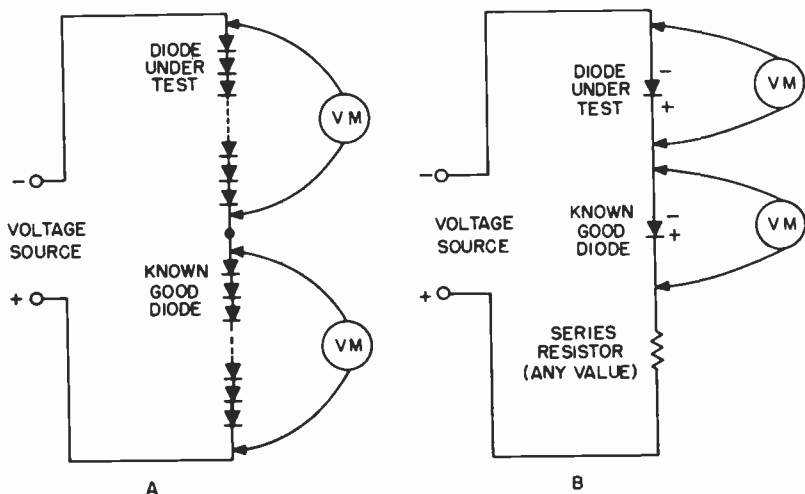 DIODE
UNDER
TEST
VM
−
VOLTAGE
SOURCE
+
KNOWN
GOOD
DIODE
VM
A
DIODE
UNDER
TEST
−
+
VM
−
VOLTAGE
SOURCE
+
KNOWN
GOOD
DIODE
−
+
VM
SERIES
RESISTOR
(ANY VALUE)
B